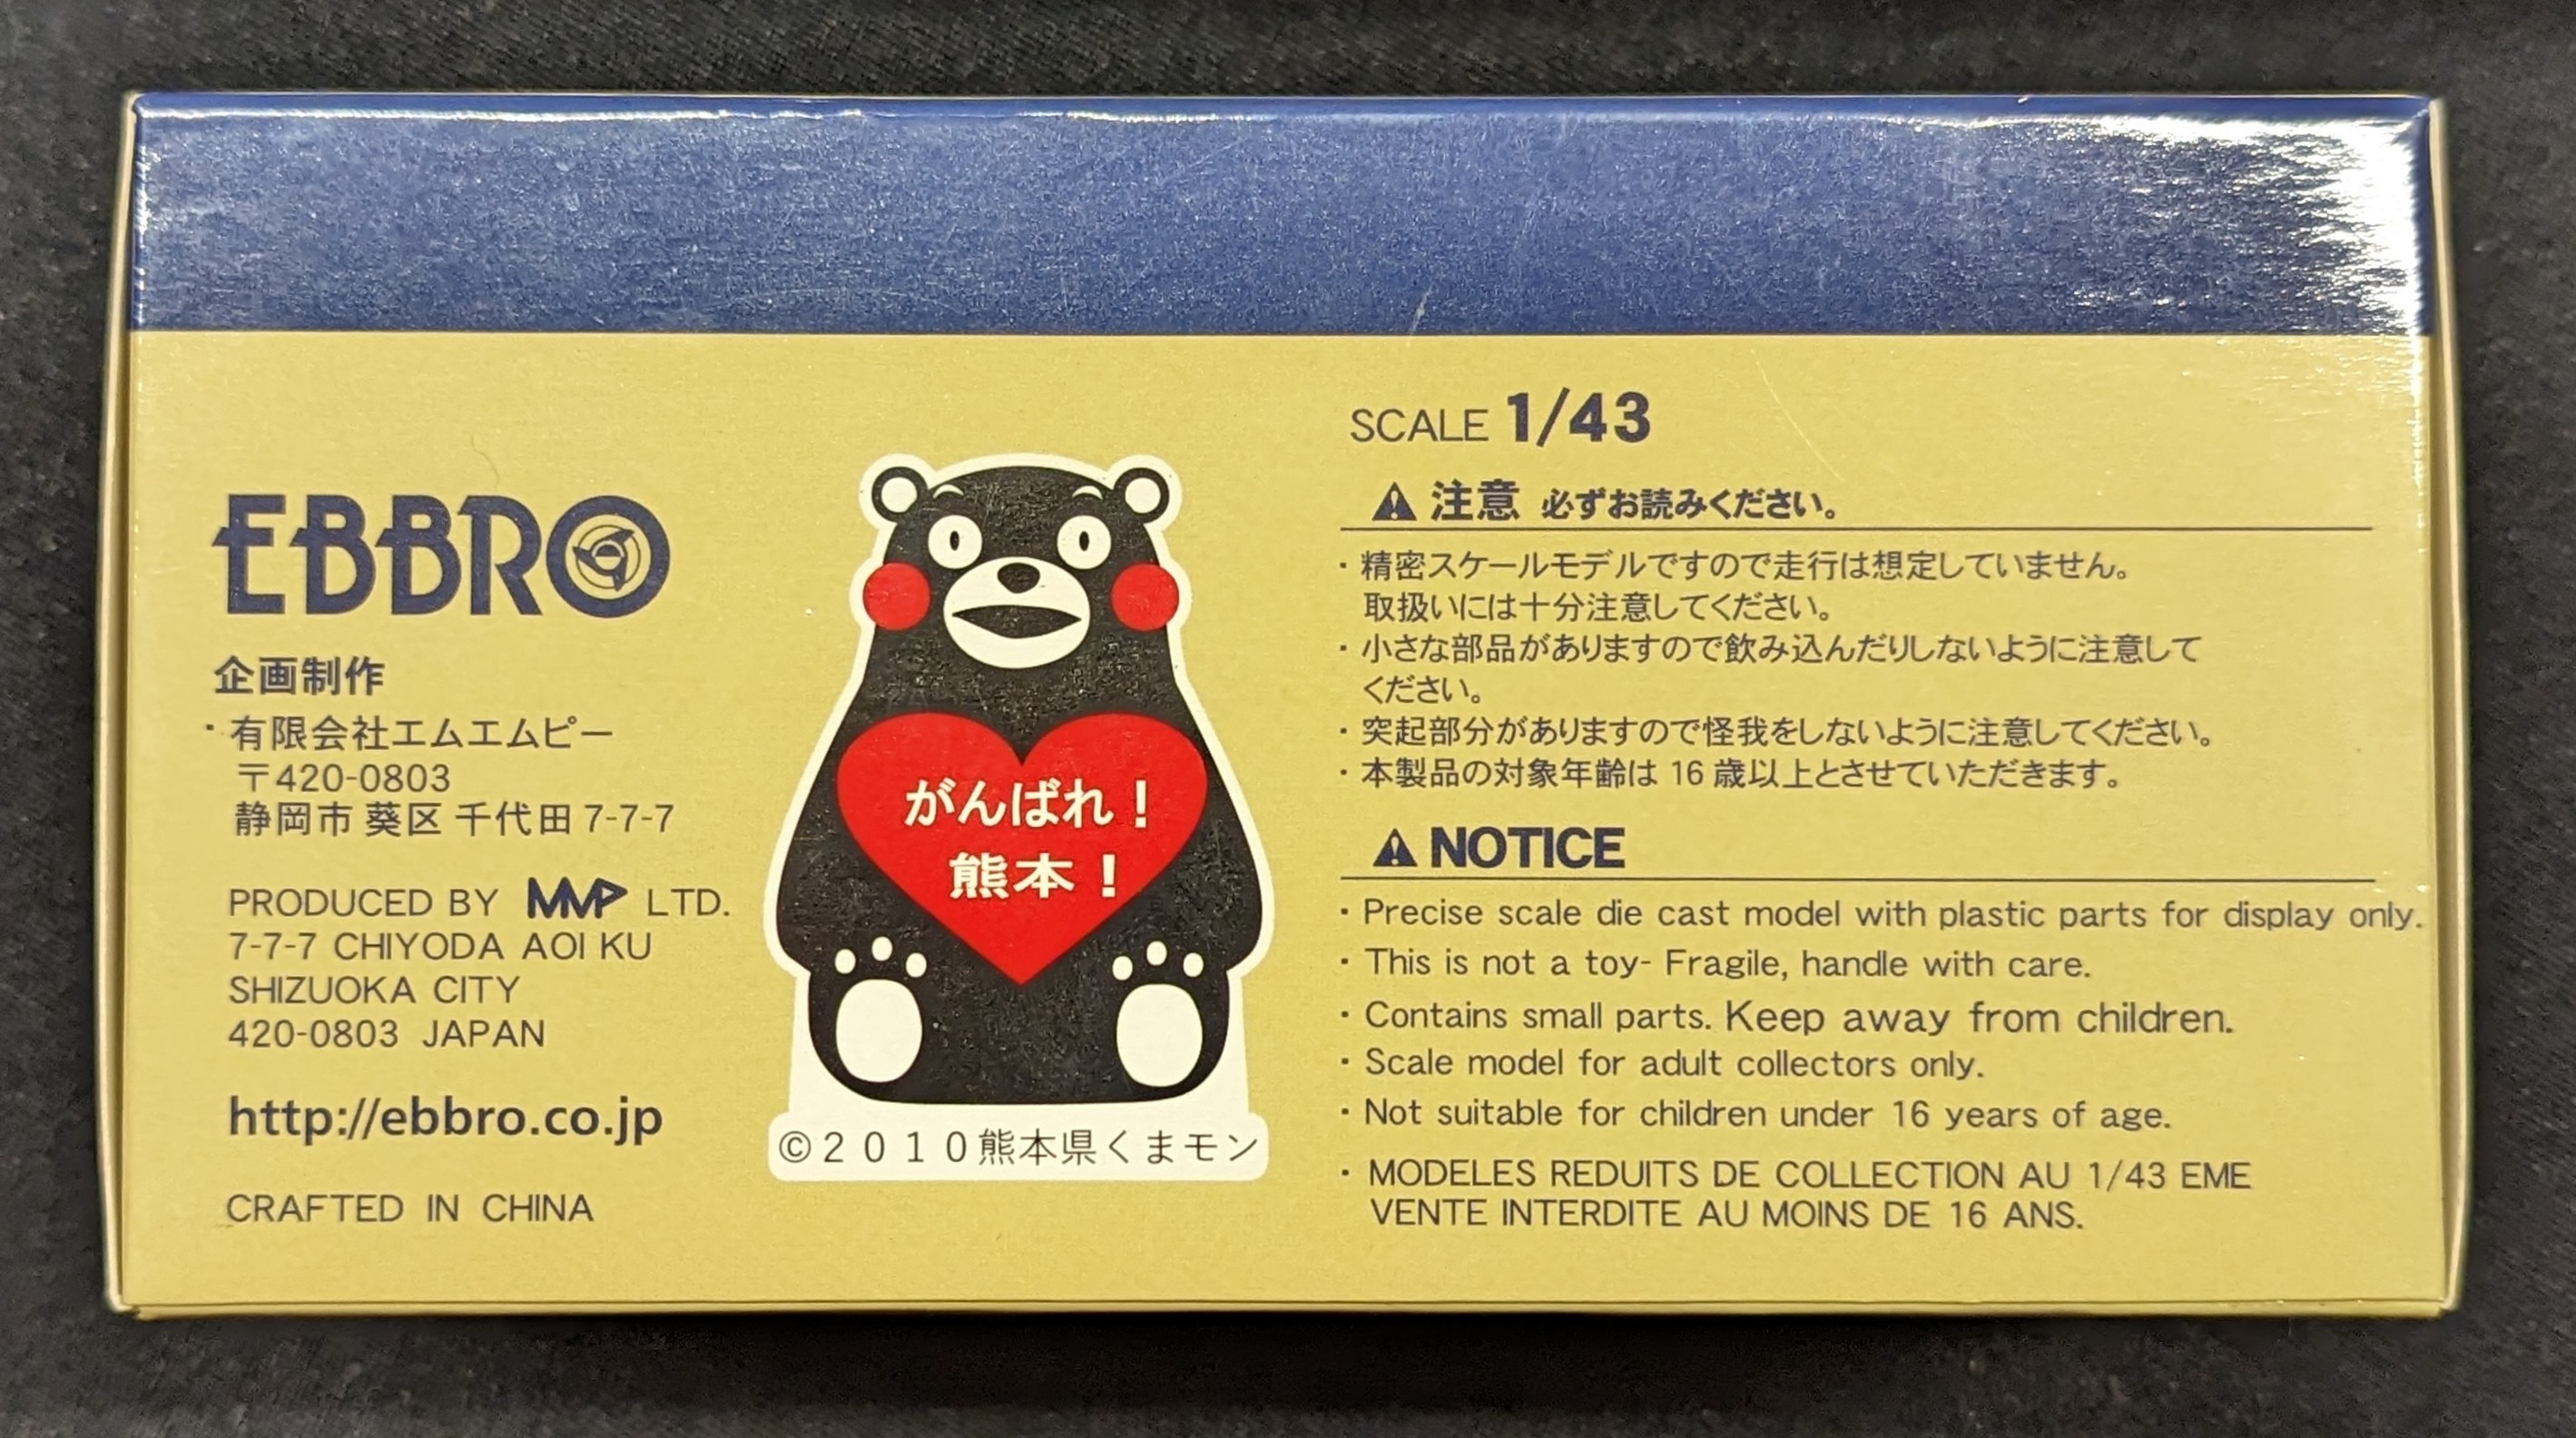 EBBRO
企画制作
・有限会社エムエムピー
〒420-0803
静岡市 葵区 千代田 7-7-7
PRODUCED BY MMP LTD.
7-7-7 CHIYODA AOI KU
SHIZUOKA CITY
420-0803 JAPAN
http://ebbro.co.jp
CRAFTED IN CHINA
がんばれ！
熊本！
©２０１０熊本県くまモン
SCALE 1/43
注意 必ずお読みください。
・精密スケールモデルですので走行は想定していません。
取扱いには十分注意してください。
・小さな部品がありますので飲み込んだりしないように注意して
ください。
・突起部分がありますので怪我をしないように注意してください。
・本製品の対象年齢は 16 歳以上とさせていただきます。
NOTICE
・Precise scale die cast model with plastic parts for display only.
・This is not a toy- Fragile, handle with care.
・Contains small parts. Keep away from children.
・Scale model for adult collectors only.
・Not suitable for children under 16 years of age.
・MODELES REDUITS DE COLLECTION AU 1/43 EME
VENTE INTERDITE AU MOINS DE 16 ANS.